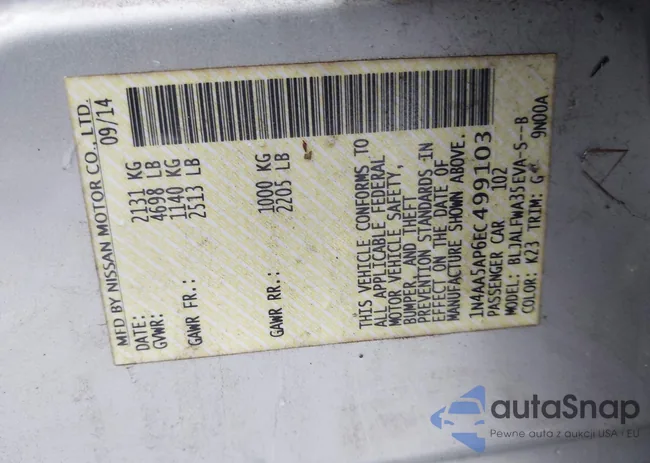 MFD BY NISSAN MOTOR CO., LTD.
DATE: 09/14
GVWR: 2131 KG
4698 LB
GAWR FR.: 1140 KG
2513 LB
GAWR RR.: 1000 KG
2205 LB
THIS VEHICLE CONFORMS TO
ALL APPLICABLE FEDERAL
MOTOR VEHICLE SAFETY,
BUMPER, AND THEFT
PREVENTION STANDARDS IN
EFFECT ON THE DATE OF
MANUFACTURE SHOWN ABOVE.
1N4AA5AP6EC499103
PASSENGER CAR 102
MODEL: BLJALFWA35EVA-S--B
COLOR: K23 TRIM: G 9N00A
autaSnap
Pewne auta z aukcji USA i EU